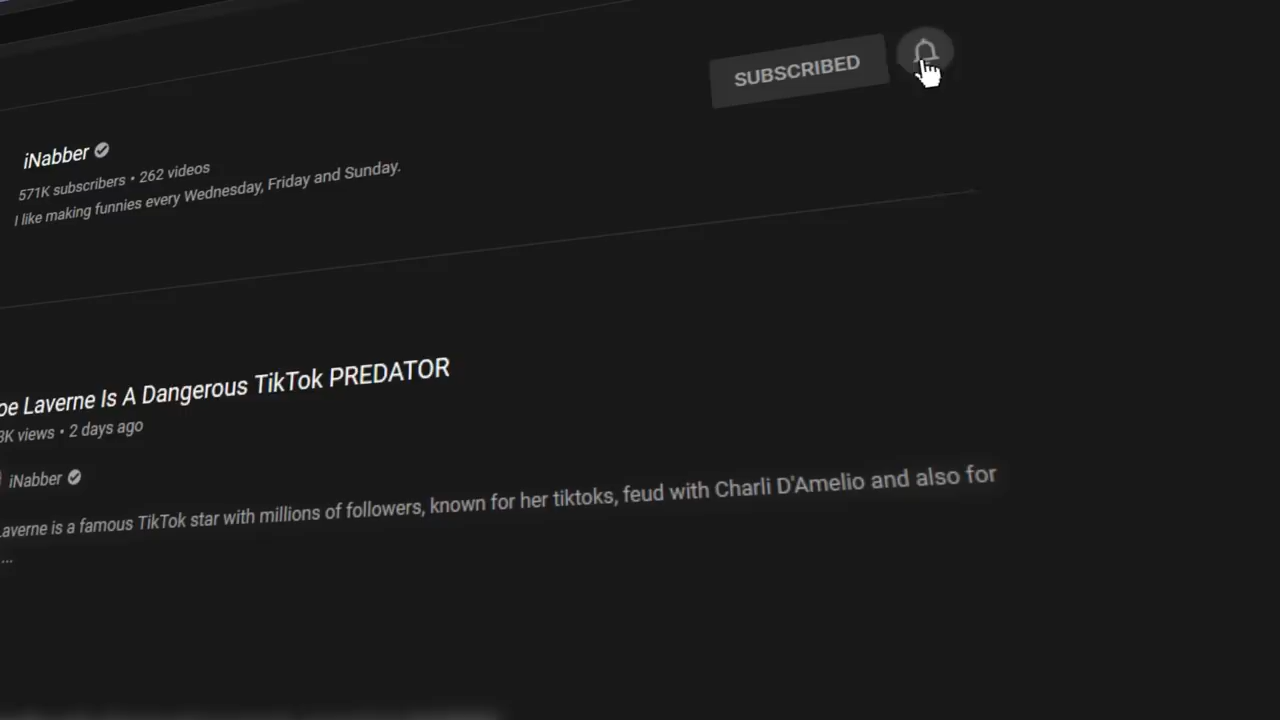 SUBSCRIBED
iNabber
571K subscribers • 262 videos
I like making funnies every Wednesday, Friday and Sunday.
oe Laverne Is A Dangerous TikTok PREDATOR
K views • 2 days ago
iNabber
Laverne is a famous TikTok star with millions of followers, known for her tiktoks, feud with Charli D'Amelio and also for
...